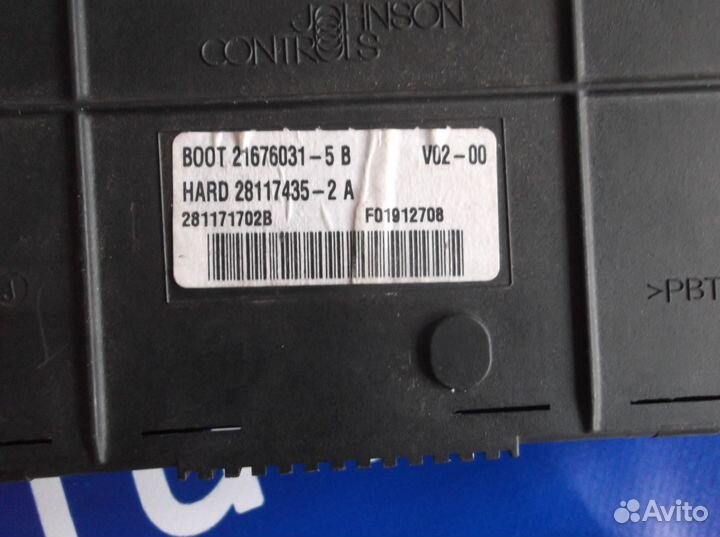 JOHNSON
CONTROLS
BOOT 21676031-5 B V02-00
HARD 28117435-2 A
281171702B F01912708
>PBT
Avito